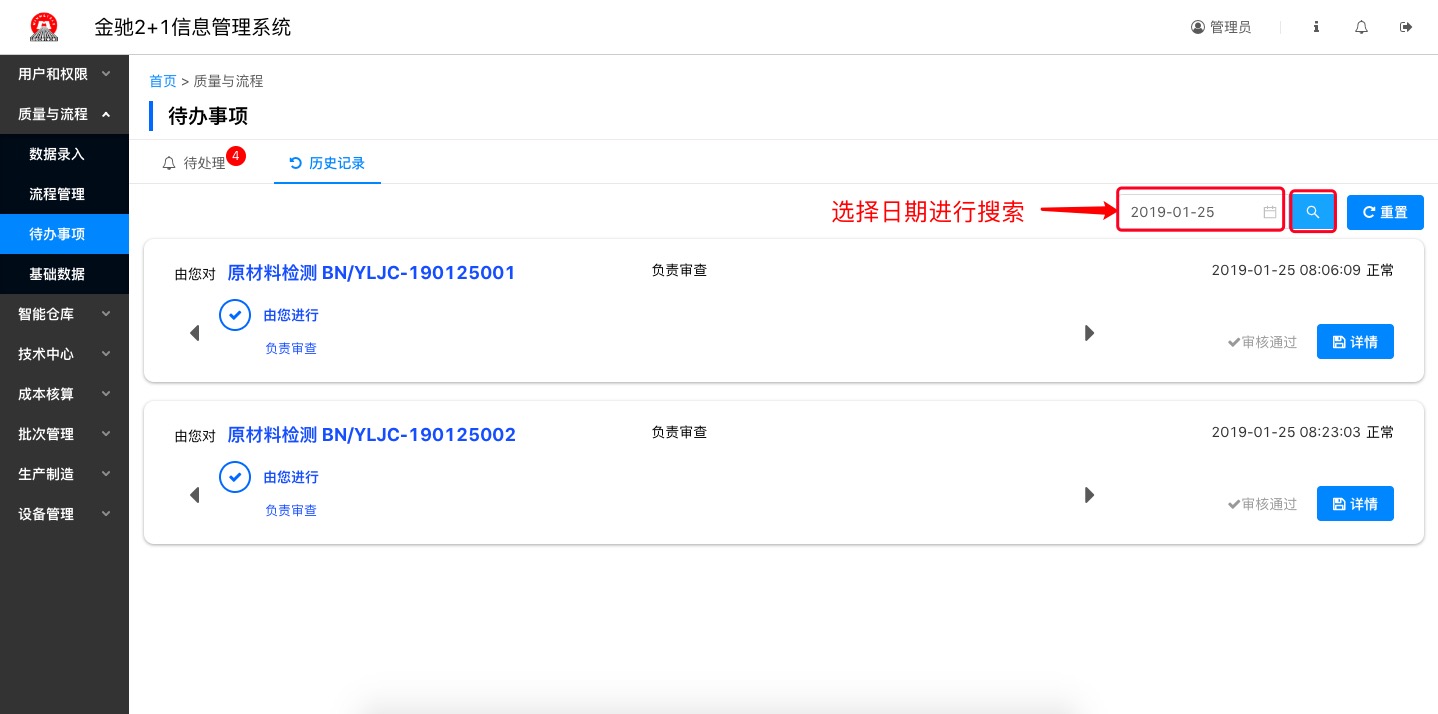 金驰2+1信息管理系统
管理员
用户和权限
质量与流程
数据录入
流程管理
待办事项
基础数据
智能仓库
技术中心
成本核算
批次管理
生产制造
设备管理
首页 > 质量与流程
待办事项
待处理 4
历史记录
选择日期进行搜索
2019-01-25
重置
由您对 原材料检测 BN/YLJC-190125001
负责审查
2019-01-25 08:06:09 正常
由您进行
负责审查
审核通过
详情
由您对 原材料检测 BN/YLJC-190125002
负责审查
2019-01-25 08:23:03 正常
由您进行
负责审查
审核通过
详情